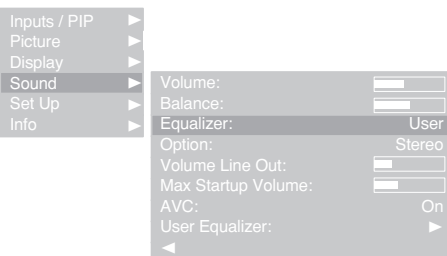 Inputs / PIP
Picture
Display
Sound
Set Up
Info
Volume:
Balance:
Equalizer: User
Option: Stereo
Volume Line Out:
Max Startup Volume:
AVC: On
User Equalizer: